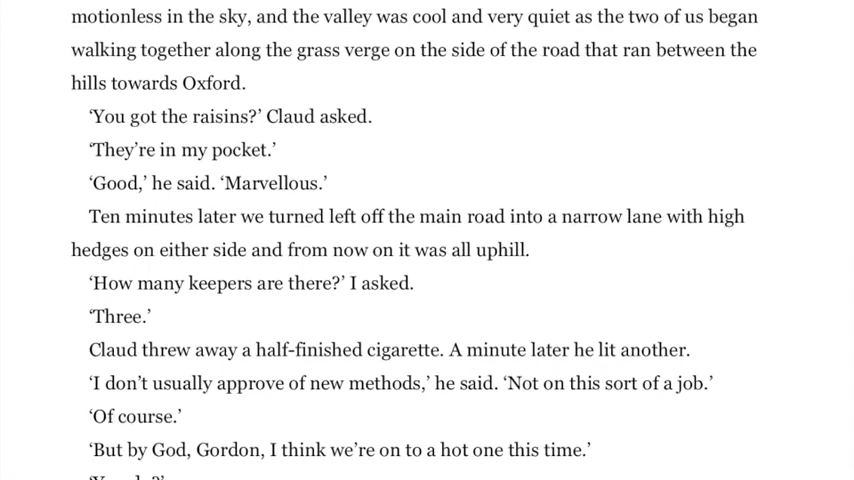 motionless in the sky, and the valley was cool and very quiet as the two of us began
walking together along the grass verge on the side of the road that ran between the
hills towards Oxford.
‘You got the raisins?’ Claud asked.
‘They’re in my pocket.’
‘Good,’ he said. ‘Marvellous.’
Ten minutes later we turned left off the main road into a narrow lane with high
hedges on either side and from now on it was all uphill.
‘How many keepers are there?’ I asked.
‘Three.’
Claud threw away a half-finished cigarette. A minute later he lit another.
‘I don’t usually approve of new methods,’ he said. ‘Not on this sort of a job.’
‘Of course.’
‘But by God, Gordon, I think we’re on to a hot one this time.’